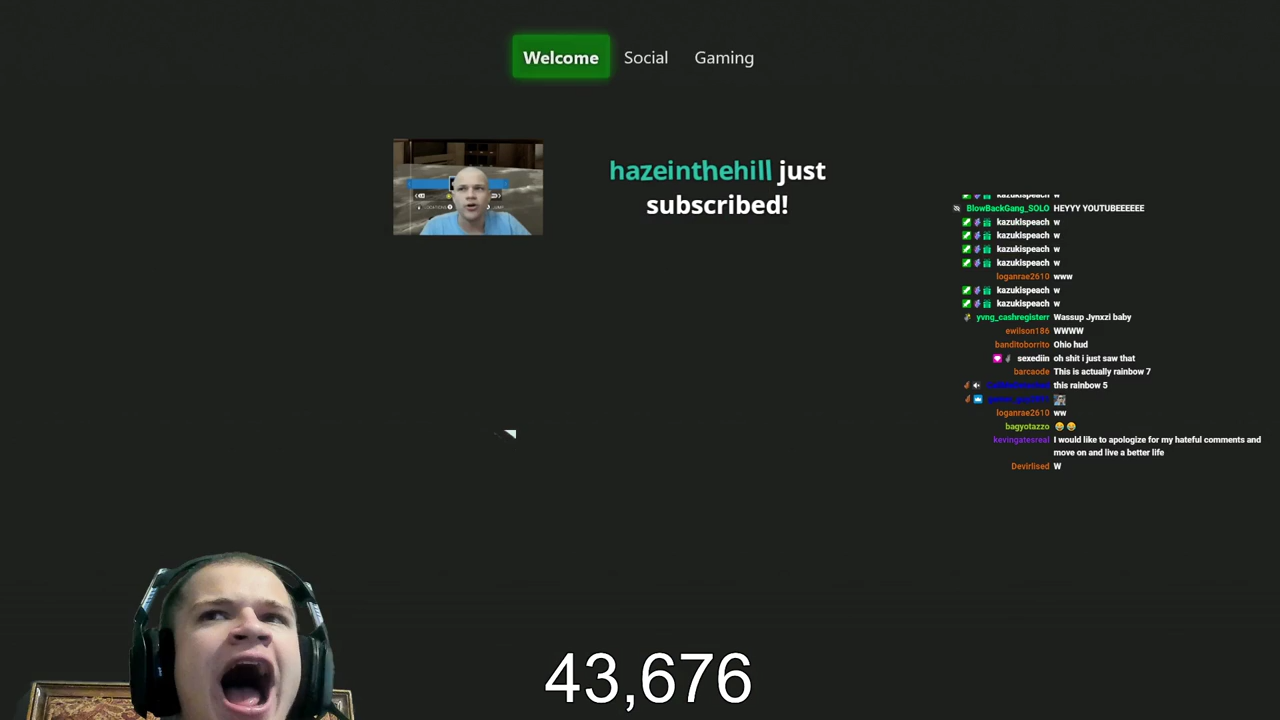 Welcome Social Gaming
hazeinthehill just
subscribed!
kazukispeach w
BlowBackGang_SOLO HEYYY YOUTUBEEEEEE
kazukispeach w
kazukispeach w
kazukispeach w
kazukispeach w
loganrae2610 www
kazukispeach w
kazukispeach w
yvng_cashregisterr Wassup Jynxzi baby
ewilson186 WWWW
banditoborrito Ohio hud
sexediin oh shit i just saw that
barcaode This is actually rainbow 7
this rainbow 5
loganrae2610 ww
bagyotazzo
kevingatesreal I would like to apologize for my hateful comments and
move on and live a better life
Devirlised W
43,676